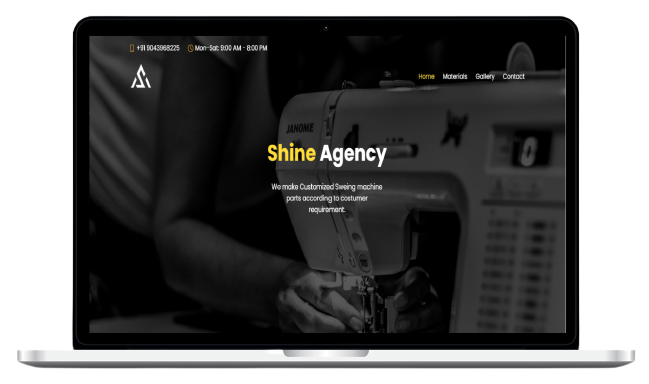 +91 9043968225 Mon-Sat: 9:00 AM - 8:00 PM
Home Materials Gallery Contact
JANOME
Shine Agency
We make Customized Sweing machine
parts according to costumer
requirement.